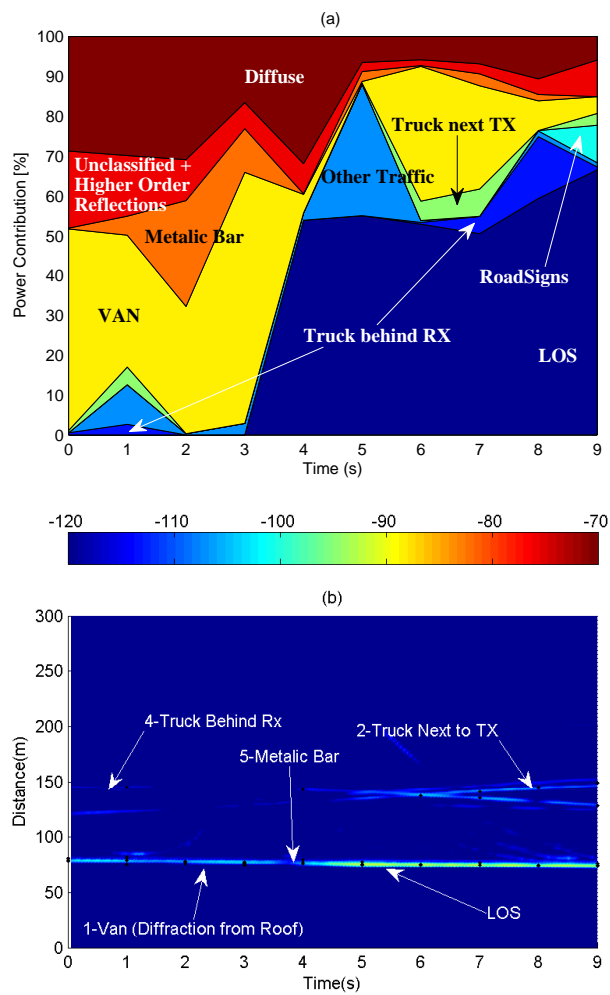 (a)
Power Contribution [%]
100
90
80
70
60
50
40
30
20
10
0
Diffuse
Unclassified +
Higher Order
Reflections
Metalic Bar
VAN
Truck next TX
Other Traffic
RoadSigns
Truck behind RX
LOS
0 1 2 3 4 5 6 7 8 9
Time (s)
-120 -110 -100 -90 -80 -70
(b)
Distance(m)
300
250
200
150
100
50
0
4-Truck Behind Rx
2-Truck Next to TX
5-Metalic Bar
1-Van (Diffraction from Roof)
LOS
0 1 2 3 4 5 6 7 8 9
Time(s)